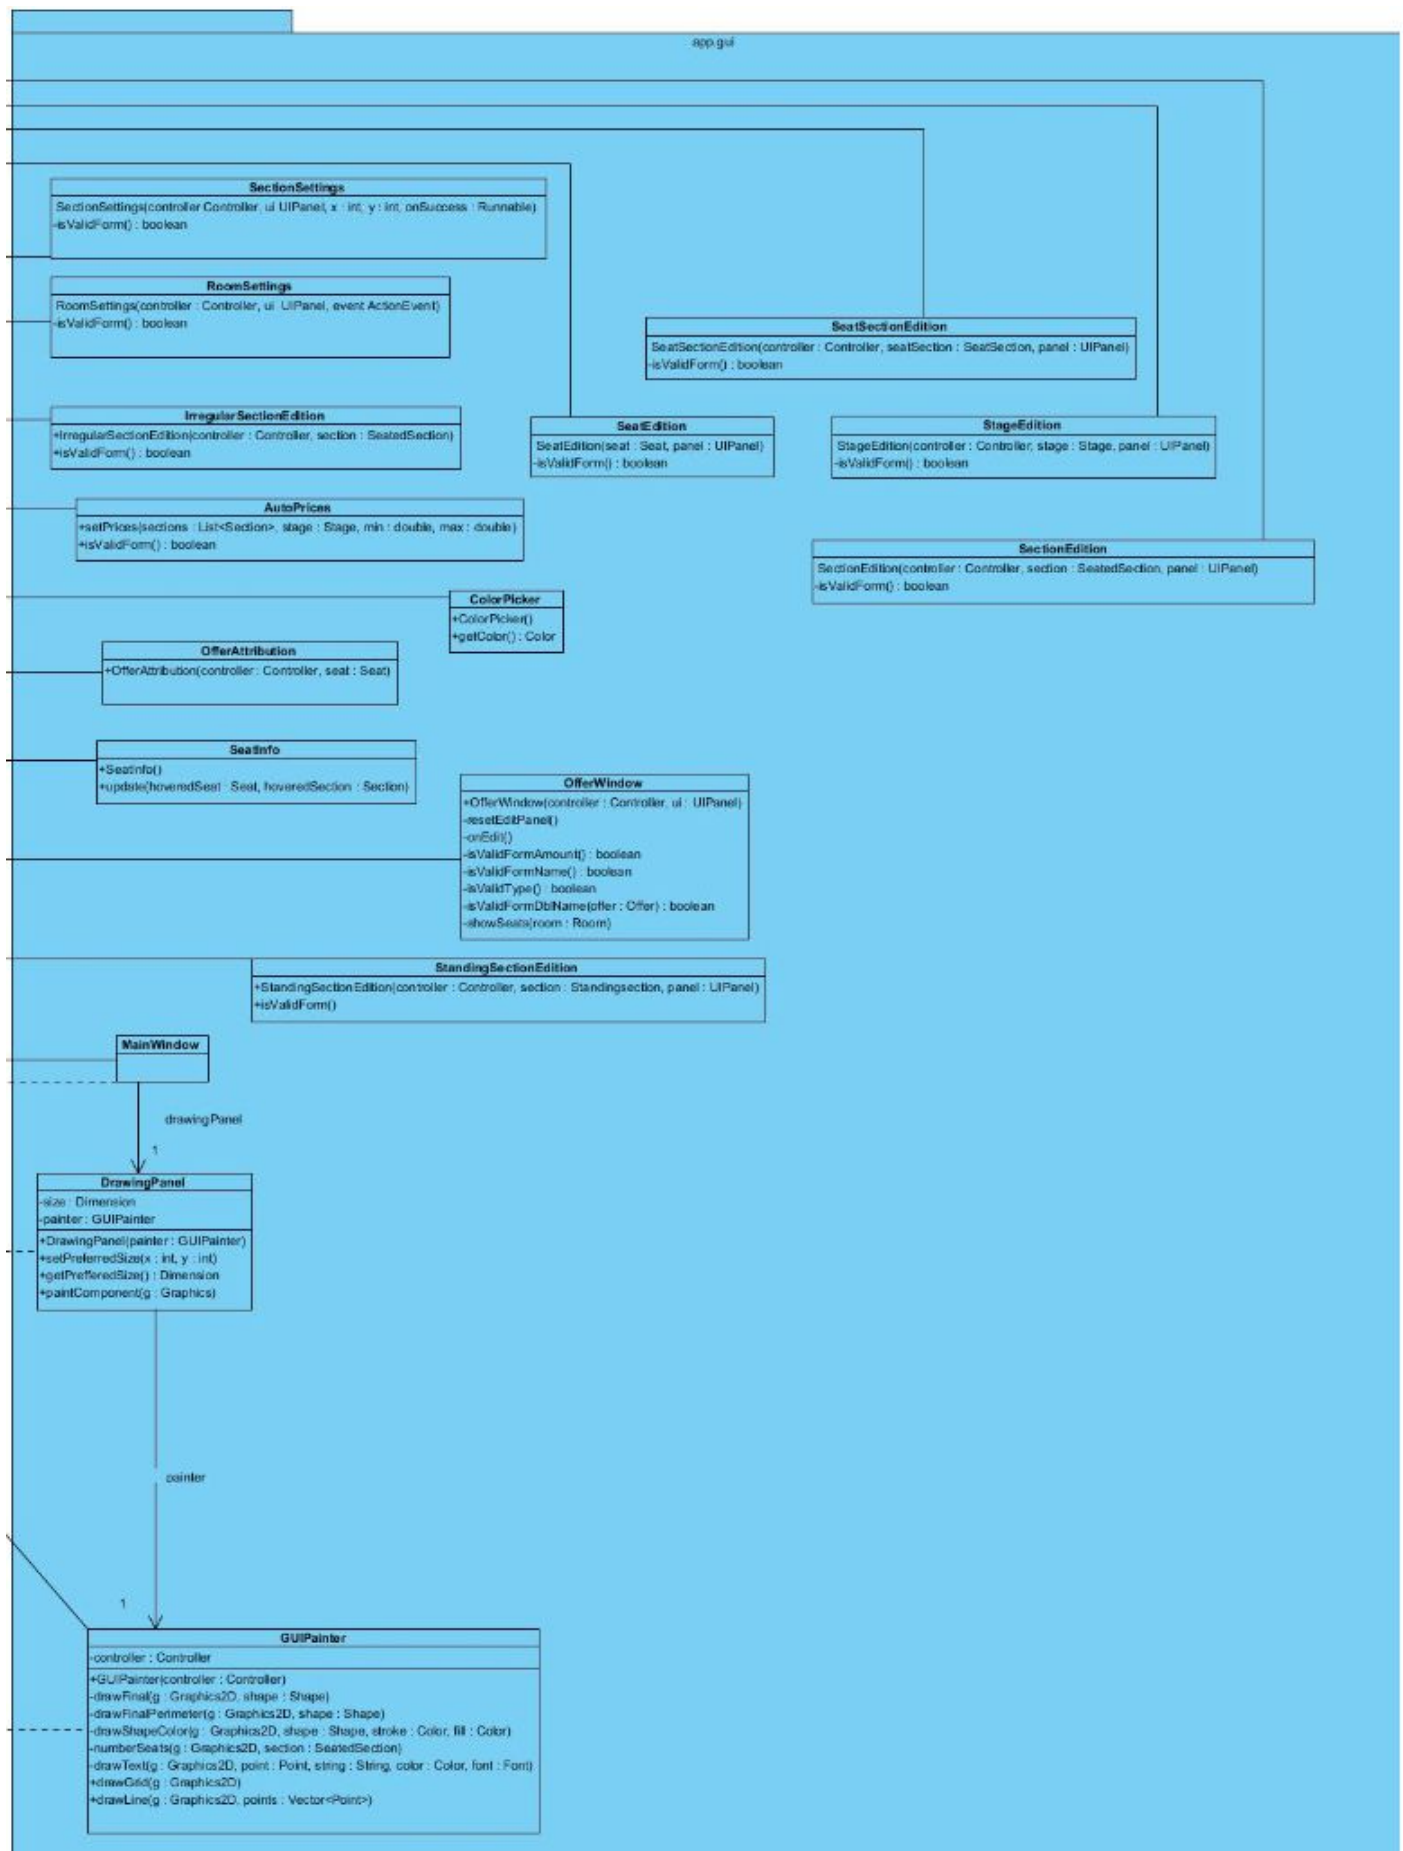 app.gui
SectionSettings
SectionSettings(controller Controller, ui UIPanel, x : int, y : int, onSuccess : Runnable)
-isValidForm() : boolean
RoomSettings
RoomSettings(controller : Controller, ui UIPanel, event ActionEvent)
-isValidForm() : boolean
SeatSectionEdition
SeatSectionEdition(controller : Controller, seatSection : SeatSection, panel : UIPanel)
-isValidForm() : boolean
IrregularSectionEdition
+IrregularSectionEdition(controller : Controller, section : SeatedSection)
+isValidForm() : boolean
SeatEdition
SeatEdition(seat : Seat, panel : UIPanel)
-isValidForm() : boolean
StageEdition
StageEdition(controller : Controller, stage : Stage, panel : UIPanel)
-isValidForm() : boolean
AutoPrices
+setPrices(sections : List<Section>, stage : Stage, min : double, max : double)
+isValidForm() : boolean
SectionEdition
SectionEdition(controller : Controller, section : SeatedSection, panel : UIPanel)
-isValidForm() : boolean
ColorPicker
+ColorPicker()
+getColor() : Color
OfferAttribution
+OfferAttribution(controller : Controller, seat : Seat)
SeatInfo
+SeatInfo()
+update(hoveredSeat : Seat, hoveredSection : Section)
OfferWindow
+OfferWindow(controller : Controller, ui : UIPanel)
-resetEditPanel()
-onEdit()
-isValidFormAmount() : boolean
-isValidFormName() : boolean
-isValidType() : boolean
-isValidFormDblName(offer : Offer) : boolean
-showSeats(room : Room)
StandingSectionEdition
+StandingSectionEdition(controller : Controller, section : Standingsection, panel : UIPanel)
+isValidForm()
MainWindow
drawingPanel
1
DrawingPanel
-size : Dimension
-painter : GUIPainter
+DrawingPanel(painter : GUIPainter)
+setPreferredSize(x : int, y : int)
+getPrefferedSize() : Dimension
+paintComponent(g : Graphics)
painter
1
GUIPainter
-controller : Controller
+GUIPainter(controller : Controller)
-drawFinal(g : Graphics2D, shape : Shape)
-drawFinalPerimeter(g : Graphics2D, shape : Shape)
-drawShapeColor(g : Graphics2D, shape : Shape, stroke : Color, fill : Color)
-numberSeats(g : Graphics2D, section : SeatedSection)
-drawText(g : Graphics2D, point : Point, string : String, color : Color, font : Font)
+drawGrid(g : Graphics2D)
+drawLine(g : Graphics2D, points : Vector<Point>)